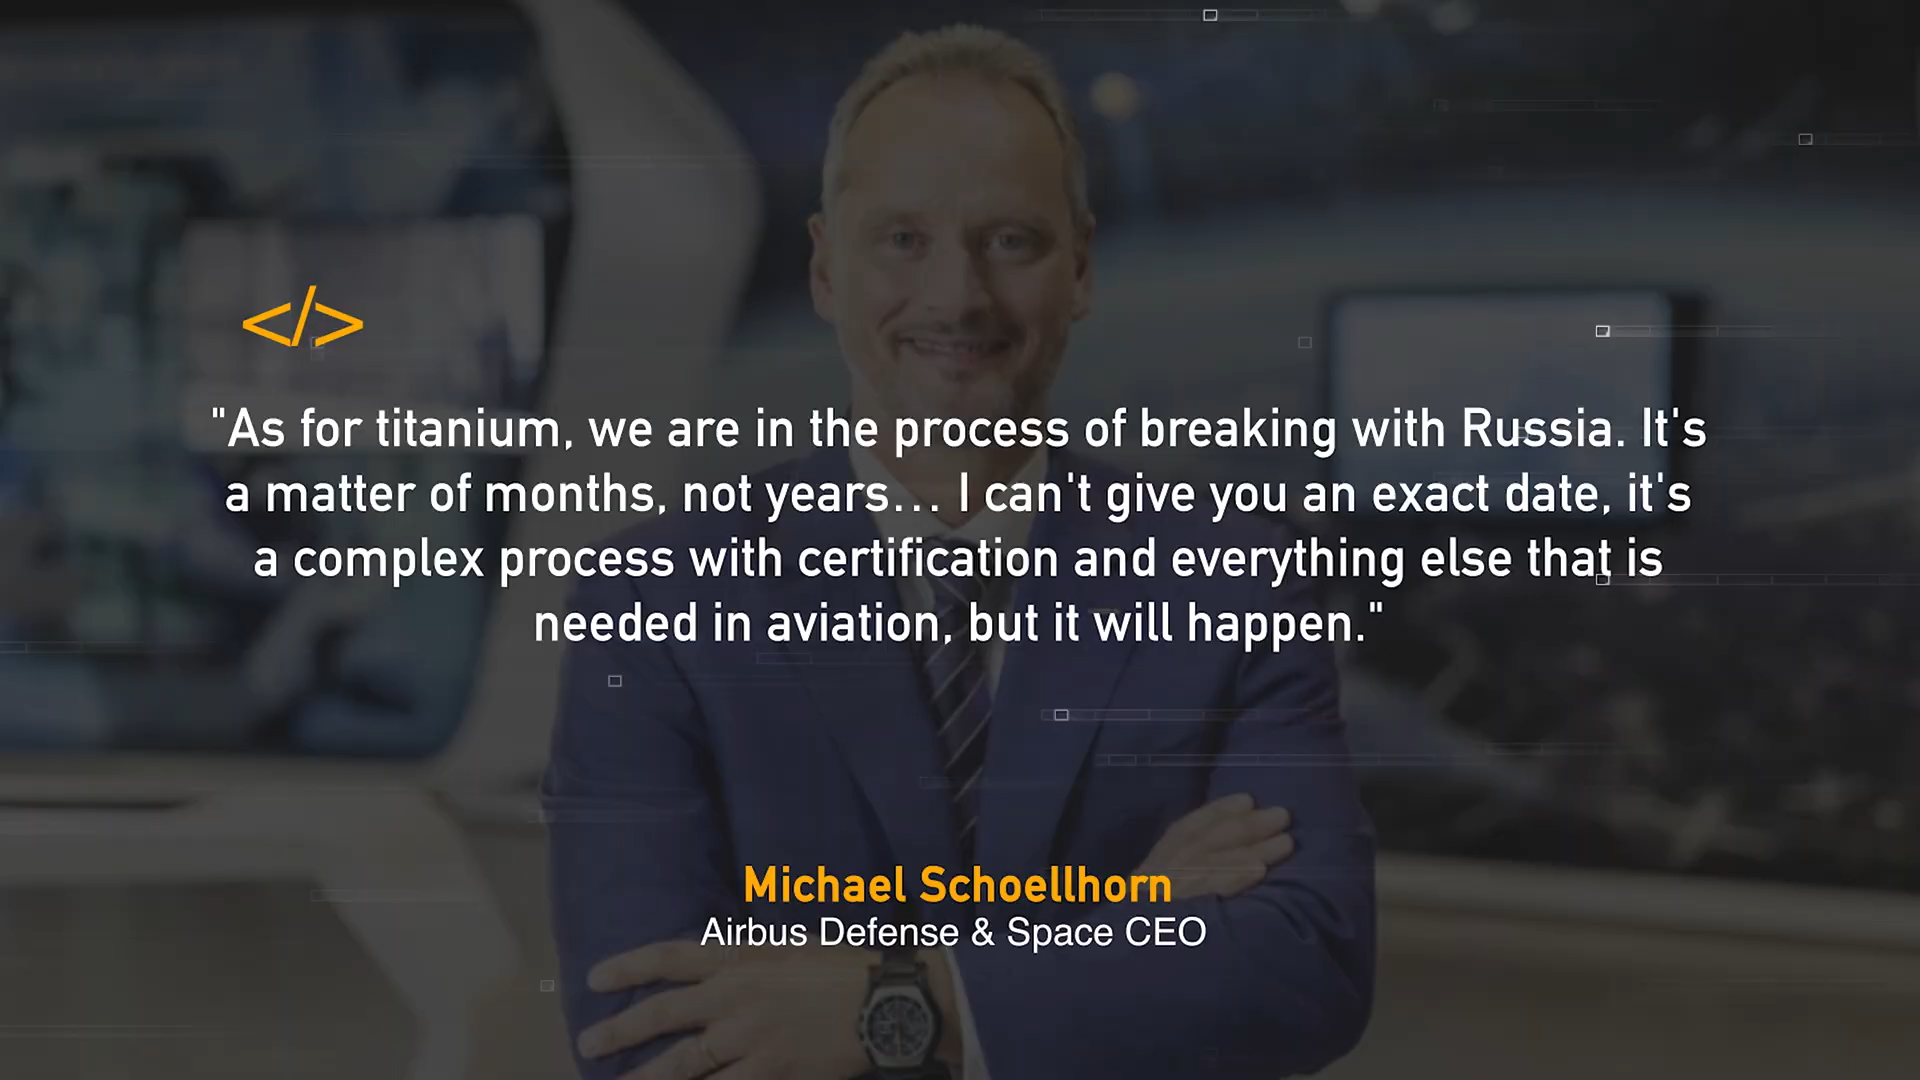 </>
"As for titanium, we are in the process of breaking with Russia. It's
a matter of months, not years... I can't give you an exact date, it's
a complex process with certification and everything else that is
needed in aviation, but it will happen."
Michael Schoellhorn
Airbus Defense & Space CEO